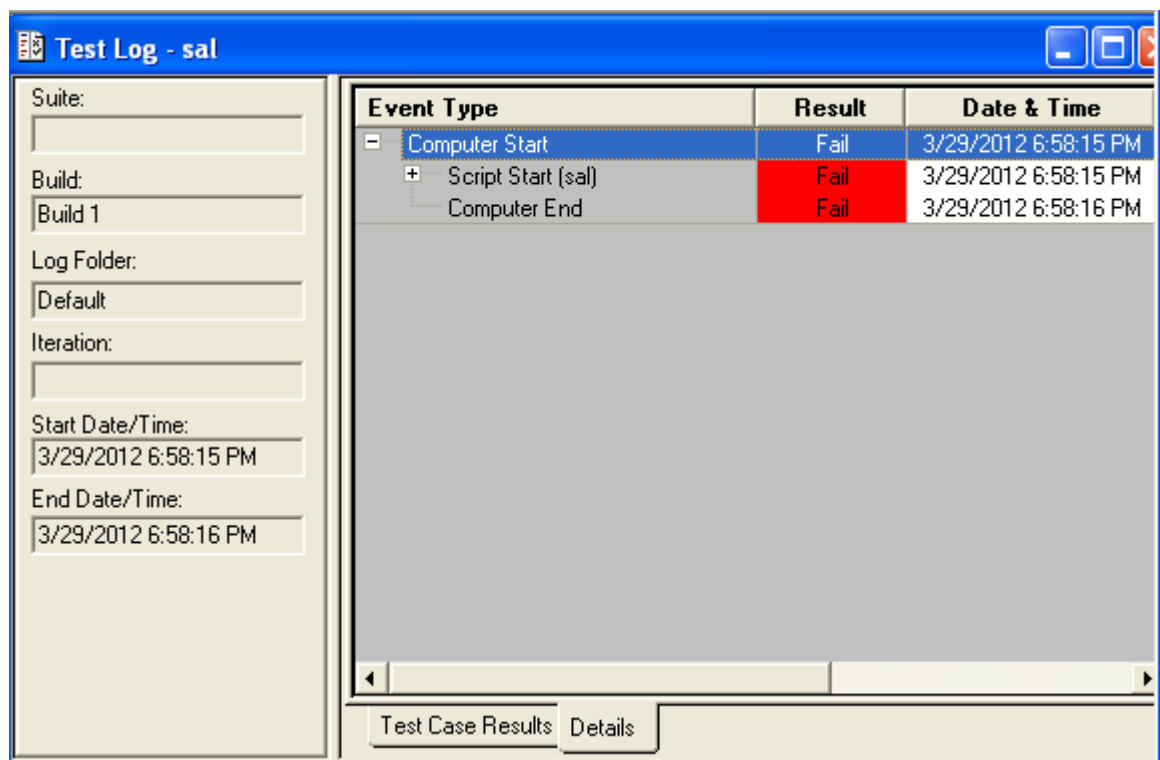 Test Log - sal
Suite:
Build:
Build 1
Log Folder:
Default
Iteration:
Start Date/Time:
3/29/2012 6:58:15 PM
End Date/Time:
3/29/2012 6:58:16 PM
Event Type Result Date & Time
Computer Start Fail 3/29/2012 6:58:15 PM
Script Start (sal) Fail 3/29/2012 6:58:15 PM
Computer End Fail 3/29/2012 6:58:16 PM
Test Case Results Details